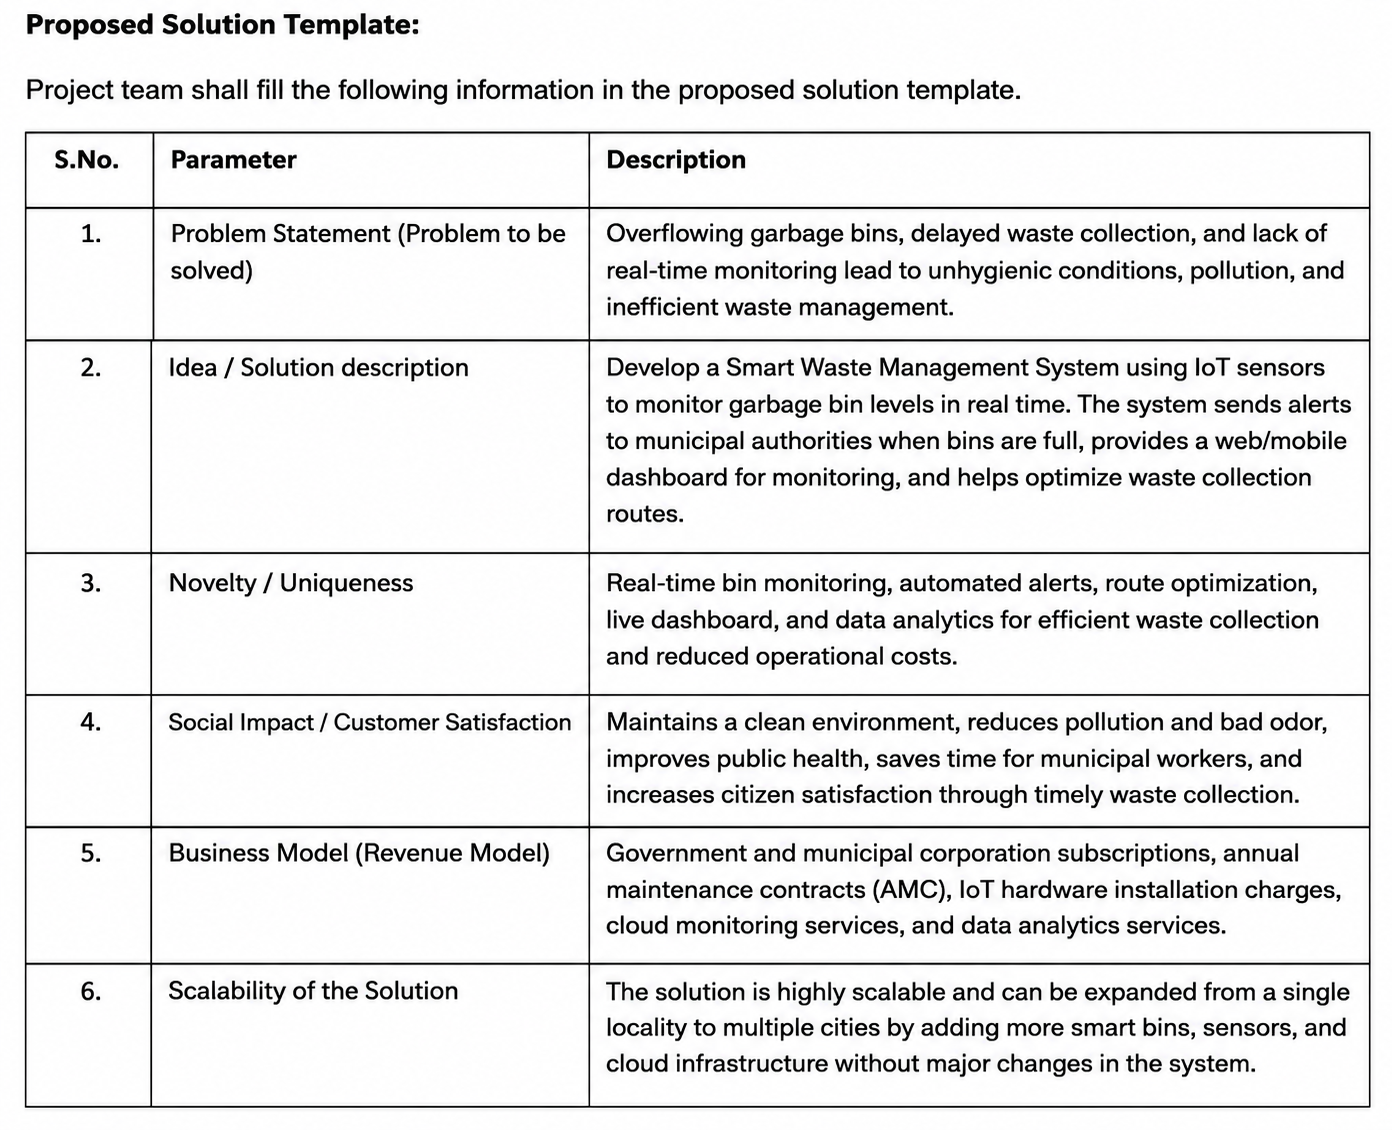 Proposed Solution Template:
Project team shall fill the following information in the proposed solution template.
S.No. Parameter Description
1. Problem Statement (Problem to be solved) Overflowing garbage bins, delayed waste collection, and lack of
real-time monitoring lead to unhygienic conditions, pollution, and
inefficient waste management.
2. Idea / Solution description Develop a Smart Waste Management System using IoT sensors
to monitor garbage bin levels in real time. The system sends alerts
to municipal authorities when bins are full, provides a web/mobile
dashboard for monitoring, and helps optimize waste collection
routes.
3. Novelty / Uniqueness Real-time bin monitoring, automated alerts, route optimization,
live dashboard, and data analytics for efficient waste collection
and reduced operational costs.
4. Social Impact / Customer Satisfaction Maintains a clean environment, reduces pollution and bad odor,
improves public health, saves time for municipal workers, and
increases citizen satisfaction through timely waste collection.
5. Business Model (Revenue Model) Government and municipal corporation subscriptions, annual
maintenance contracts (AMC), IoT hardware installation charges,
cloud monitoring services, and data analytics services.
6. Scalability of the Solution The solution is highly scalable and can be expanded from a single
locality to multiple cities by adding more smart bins, sensors, and
cloud infrastructure without major changes in the system.